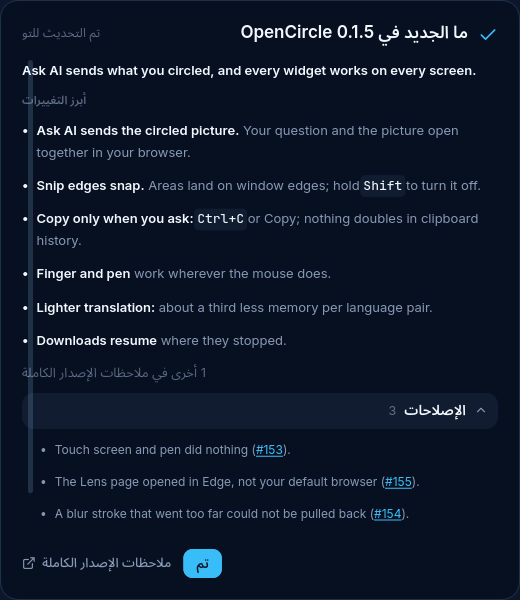 ما الجديد في OpenCircle 0.1.5
تم التحديث للتو
Ask AI sends what you circled, and every widget works on every screen.
أبرز التغييرات
• Ask AI sends the circled picture. Your question and the picture open
together in your browser.
• Snip edges snap. Areas land on window edges; hold Shift to turn it off.
• Copy only when you ask: Ctrl+C or Copy; nothing doubles in clipboard
history.
• Finger and pen work wherever the mouse does.
• Lighter translation: about a third less memory per language pair.
• Downloads resume where they stopped.
1 أخرى في ملاحظات الإصدار الكاملة
الإصلاحات 3
• Touch screen and pen did nothing (#153).
• The Lens page opened in Edge, not your default browser (#155).
• A blur stroke that went too far could not be pulled back (#154).
تم
ملاحظات الإصدار الكاملة